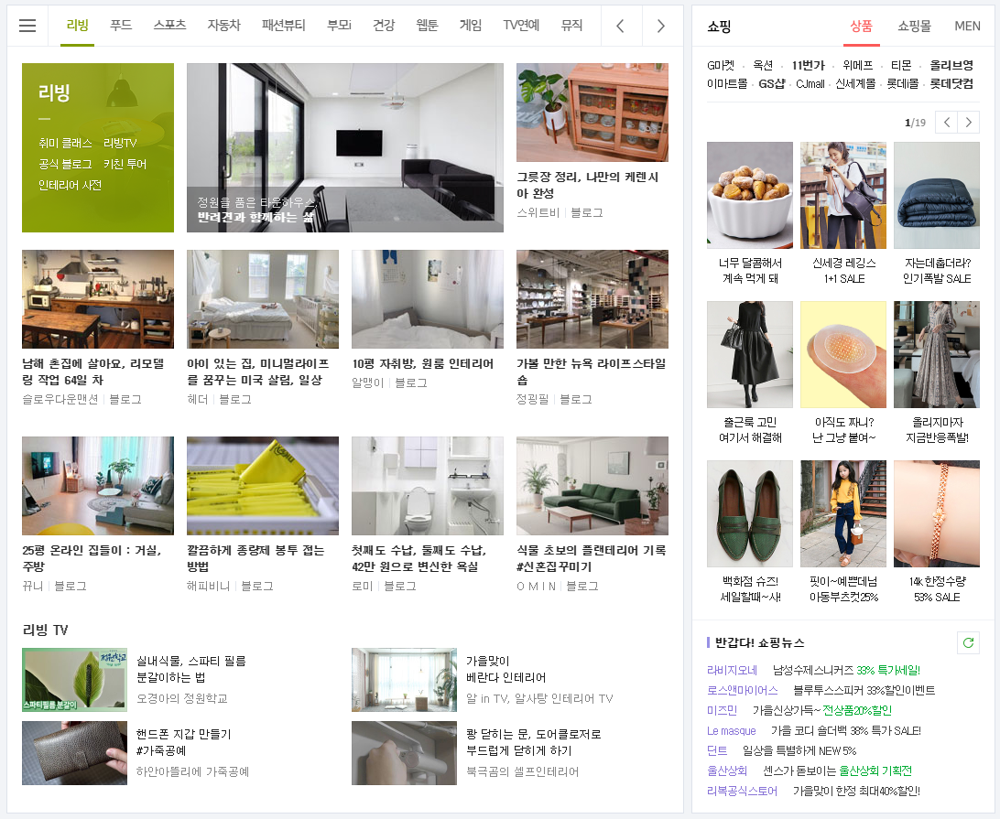 리빙 푸드 스포츠 자동차 패션뷰티 부모i 건강 웹툰 게임 TV연예 뮤직
리빙
취미 클래스 리빙TV
공식 블로그 키친 투어
인테리어 사전
정원을 품은 타운하우스,
반려견과 함께하는 삶
그릇장 정리, 나만의 케렌시
아 완성
스위트비 | 블로그
남해 촌집에 살아요, 리모델
링 작업 64일 차
슬로우다운맨션 | 블로그
아이 있는 집, 미니멀라이프
를 꿈꾸는 미국 살림, 일상
헤더 | 블로그
10평 자취방, 원룸 인테리어
알맹이 | 블로그
가볼 만한 뉴욕 라이프스타일
숍
정큉필 | 블로그
25평 온라인 집들이 : 거실,
주방
뀨니 | 블로그
깔끔하게 종량제 봉투 접는
방법
해피비니 | 블로그
첫째도 수납, 둘째도 수납,
42만 원으로 변신한 욕실
로미 | 블로그
식물 초보의 플랜테리어 기록
#신혼집꾸미기
O M I N | 블로그
리빙 TV
정원학교
스파티필름 분갈이
실내식물, 스파티 필름
분갈이하는 법
오경아의 정원학교
가을맞이
베란다 인테리어
알 in TV, 알사탕 인테리어 TV
핸드폰 지갑 만들기
#가죽공예
하안아뜰리에 가죽공예
쾅 닫히는 문, 도어클로저로
부드럽게 닫히게 하기
북극곰의 셀프인테리어
쇼핑 상품 쇼핑몰 MEN
G마켓 · 옥션 · 11번가 · 위메프 · 티몬 · 올리브영
이마트몰 · GS샵 · CJmall · 신세계몰 · 롯데i몰 · 롯데닷컴
1/19
너무 달콤해서
계속 먹게 돼
신세경 레깅스
1+1 SALE
자는데춥더라?
인기폭발 SALE
출근룩 고민
여기서 해결해
아직도 짜니?
난 그냥 붙여~
올리지마자
지금반응폭발!
백화점 슈즈!
세일할때~사!
핏이~예쁜데님
아동부츠컷25%
14k 한정수량
53% SALE
반갑다! 쇼핑뉴스
라비지오네 남성수제스니커즈 33% 특가세일!
로스앤마이어스 블루투스스피커 33%할인이벤트
미즈민 가을신상가득~ 전상품20%할인
Le masque 가을 코디 숄더백 38% 특가 SALE!
딘트 일상을 특별하게 NEW 5%
울산상회 센스가 돋보이는 울산상회 기획전
리복공식스토어 가을맞이 한정 최대40%할인!